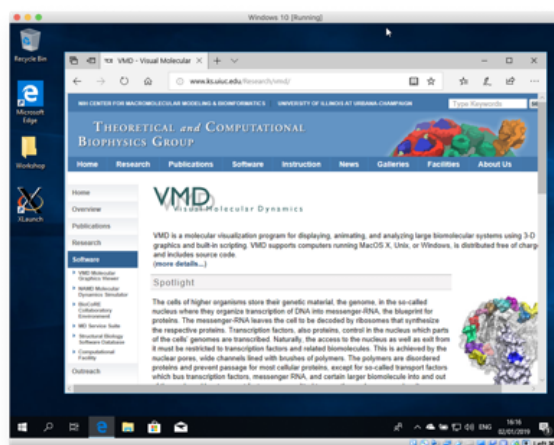 Windows 10 [Running]
Recycle Bin
VMD - Visual Molecular
www.ks.uiuc.edu/Research/vmd/
Microsoft
Edge
NIH CENTER FOR MACROMOLECULAR MODELING & BIOINFORMATICS UNIVERSITY OF ILLINOIS AT URBANA-CHAMPAIGN
Type Keywords
THEORETICAL and COMPUTATIONAL
BIOPHYSICS GROUP
Home Research Publications Software Instruction News Galleries Facilities About Us
Workshop
XLaunch
Home
Overview
Publications
Research
Software
VMD Molecular
Graphics Viewer
NAMD Molecular
Dynamics Simulator
BioCoRE
Collaboratory
Environment
MD Service Suite
Structural Biology
Software Database
Computational
Facility
Outreach
VMD
Visual Molecular Dynamics
VMD is a molecular visualization program for displaying, animating, and analyzing large biomolecular systems using 3-D
graphics and built-in scripting. VMD supports computers running MacOS X, Unix, or Windows, is distributed free of charge
and includes source code.
(more details...)
Spotlight
The cells of higher organisms store their genetic material, the genome, in the so-called
nucleus where they organize transcription of DNA into messenger-RNA, the blueprint for
proteins. The messenger-RNA leaves the cell to be decoded by ribosomes that synthesize
the respective proteins. Transcription factors, also proteins, control in the nucleus which parts
of the cells' genomes are transcribed. Naturally, the access to the nucleus as well as exit from
it must be restricted to transcription factors and related biomolecules. This is achieved by the
nuclear pores, wide channels lined with brushes of polymers. The polymers are disordered
proteins and prevent passage for most cellular proteins, except for so-called transport factors
which bus transcription factors, messenger RNA, and certain larger biomolecule into and out
ENG
16:16
02/01/2019